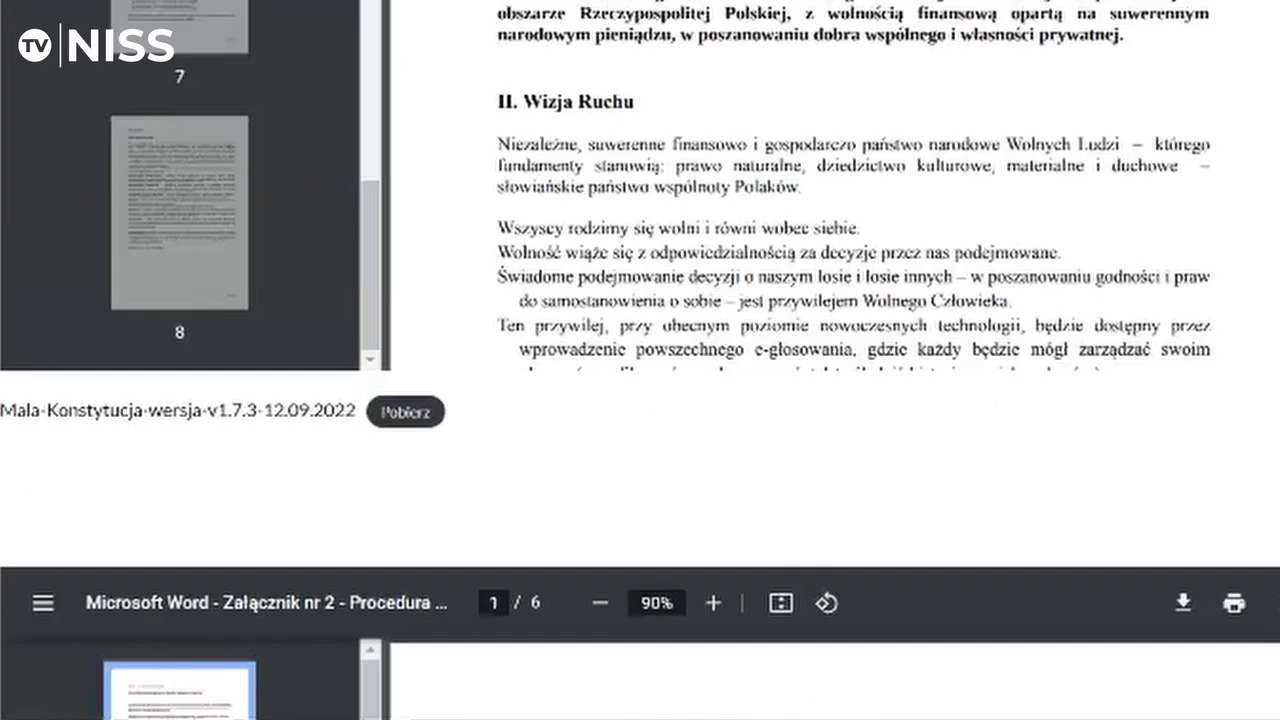 TV NISS
7
8
obszarze Rzeczypospolitej Polskiej, z wolnością finansową opartą na suwerennym
narodowym pieniądzu, w poszanowaniu dobra wspólnego i własności prywatnej.
II. Wizja Ruchu
Niezależne, suwerenne finansowo i gospodarczo państwo narodowe Wolnych Ludzi – którego
fundamenty stanowią: prawo naturalne, dziedzictwo kulturowe, materialne i duchowe –
słowiańskie państwo wspólnoty Polaków.
Wszyscy rodzimy się wolni i równi wobec siebie.
Wolność wiąże się z odpowiedzialnością za decyzje przez nas podejmowane.
Świadome podejmowanie decyzji o naszym losie i losie innych – w poszanowaniu godności i praw
do samostanowienia o sobie – jest przywilejem Wolnego Człowieka.
Ten przywilej, przy obecnym poziomie nowoczesnych technologii, będzie dostępny przez
wprowadzenie powszechnego e-głosowania, gdzie każdy będzie mógł zarządzać swoim
Mala-Konstytucja-wersja-v1.7.3-12.09.2022 Pobierz
Microsoft Word - Załącznik nr 2 - Procedura ... 1 / 6 90%